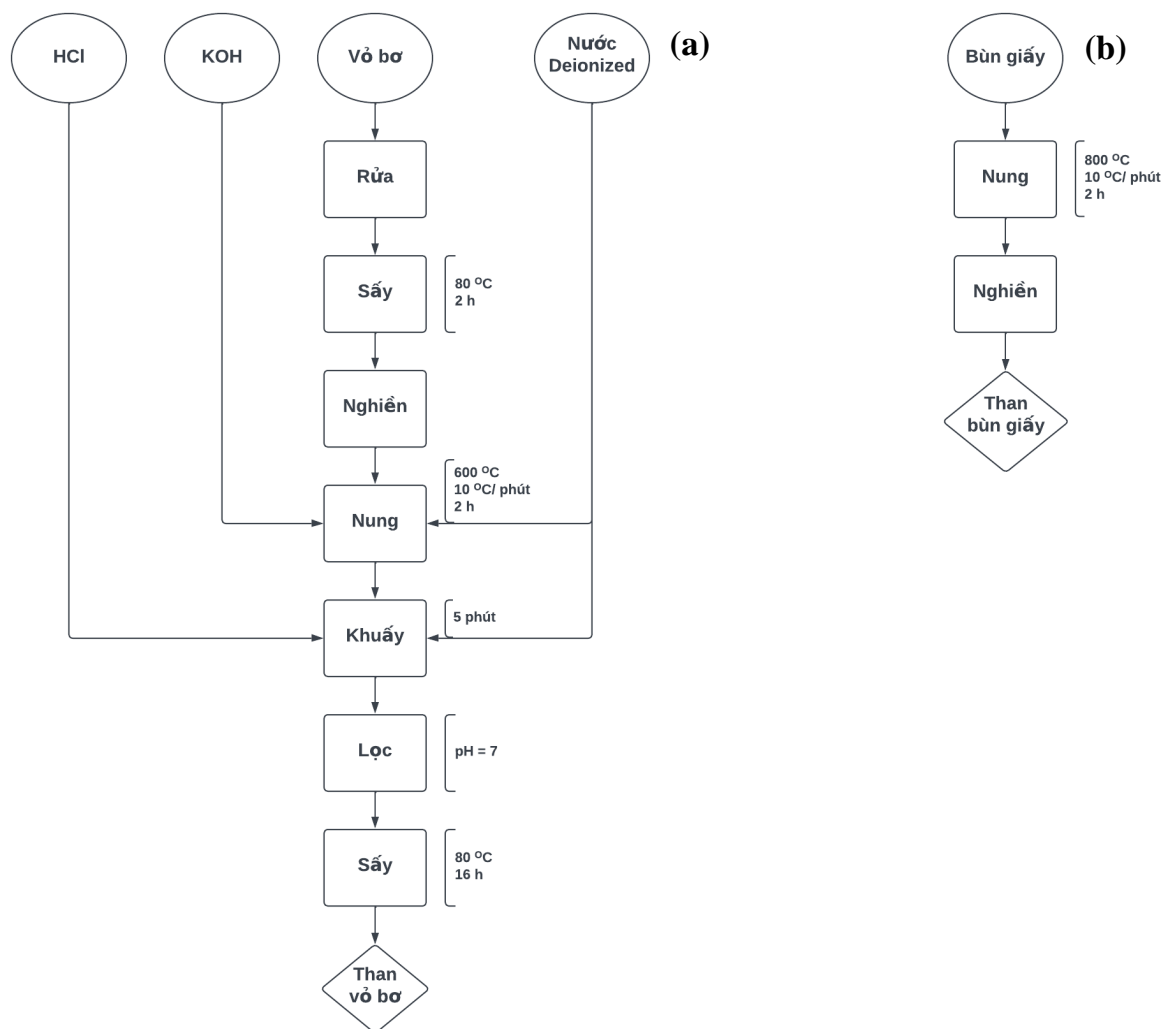 HCl
KOH
Vỏ bơ
Nước
Deionized
(a)
Rửa
Sấy
80 ᴼC
2 h
Nghiền
Nung
600 ᴼC
10 ᴼC/ phút
2 h
Khuấy
5 phút
Lọc
pH = 7
Sấy
80 ᴼC
16 h
Than
vỏ bơ
Bùn giấy
(b)
Nung
800 ᴼC
10 ᴼC/ phút
2 h
Nghiền
Than
bùn giấy